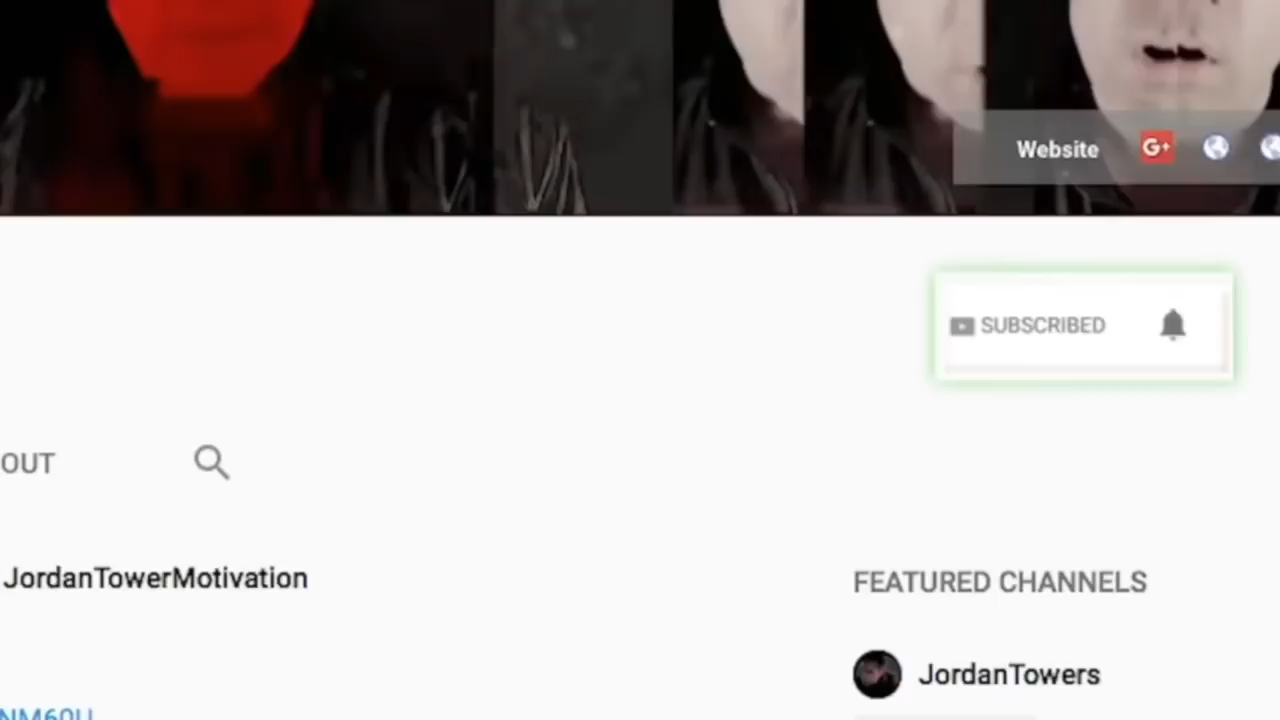 Website G+
SUBSCRIBED
OUT
JordanTowerMotivation
FEATURED CHANNELS
JordanTowers